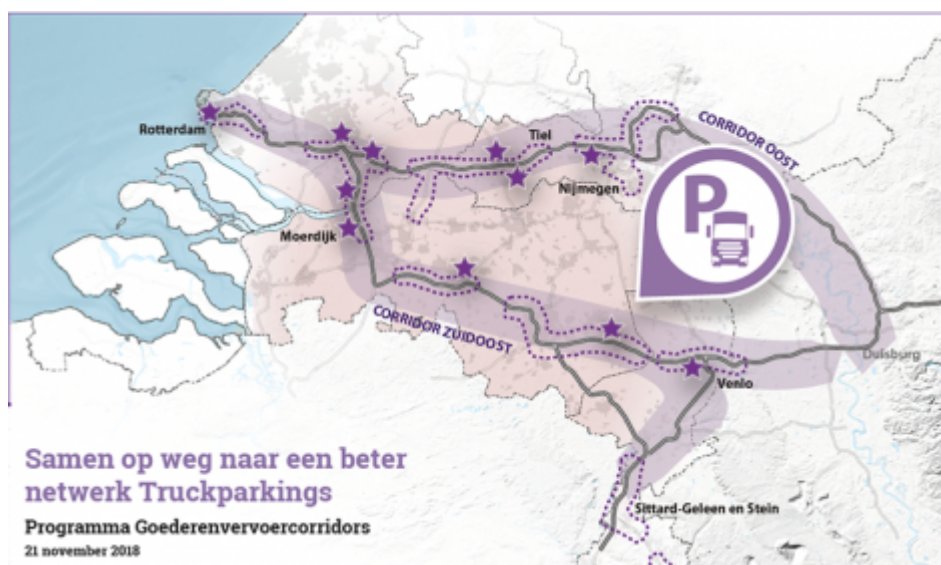 CORRIDOR OOST
Rotterdam
Tiel
Nijmegen
P
Moerdijk
CORRIDOR ZUIDOOST
Duisburg
Venlo
Samen op weg naar een beter
netwerk Truckparkings
Sittard-Geleen en Stein
Programma Goederenvervoercorridors
21 november 2018